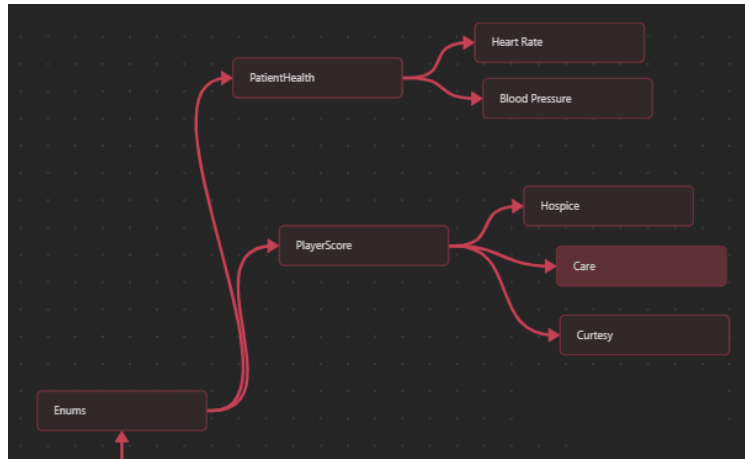 Heart Rate
PatientHealth
Blood Pressure
Hospice
PlayerScore
Care
Curtesy
Enums